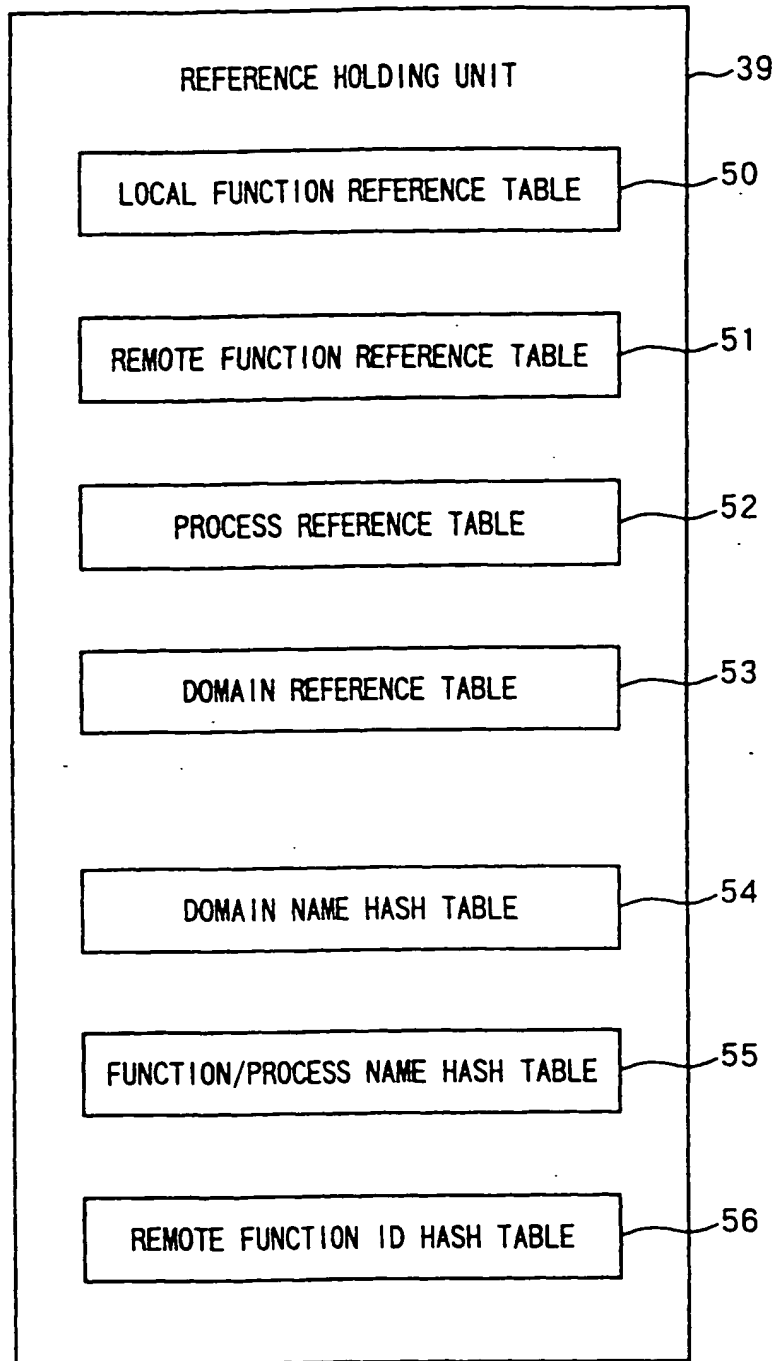 REFERENCE HOLDING UNIT 39
LOCAL FUNCTION REFERENCE TABLE 50
REMOTE FUNCTION REFERENCE TABLE 51
PROCESS REFERENCE TABLE 52
DOMAIN REFERENCE TABLE 53
DOMAIN NAME HASH TABLE 54
FUNCTION/PROCESS NAME HASH TABLE 55
REMOTE FUNCTION ID HASH TABLE 56